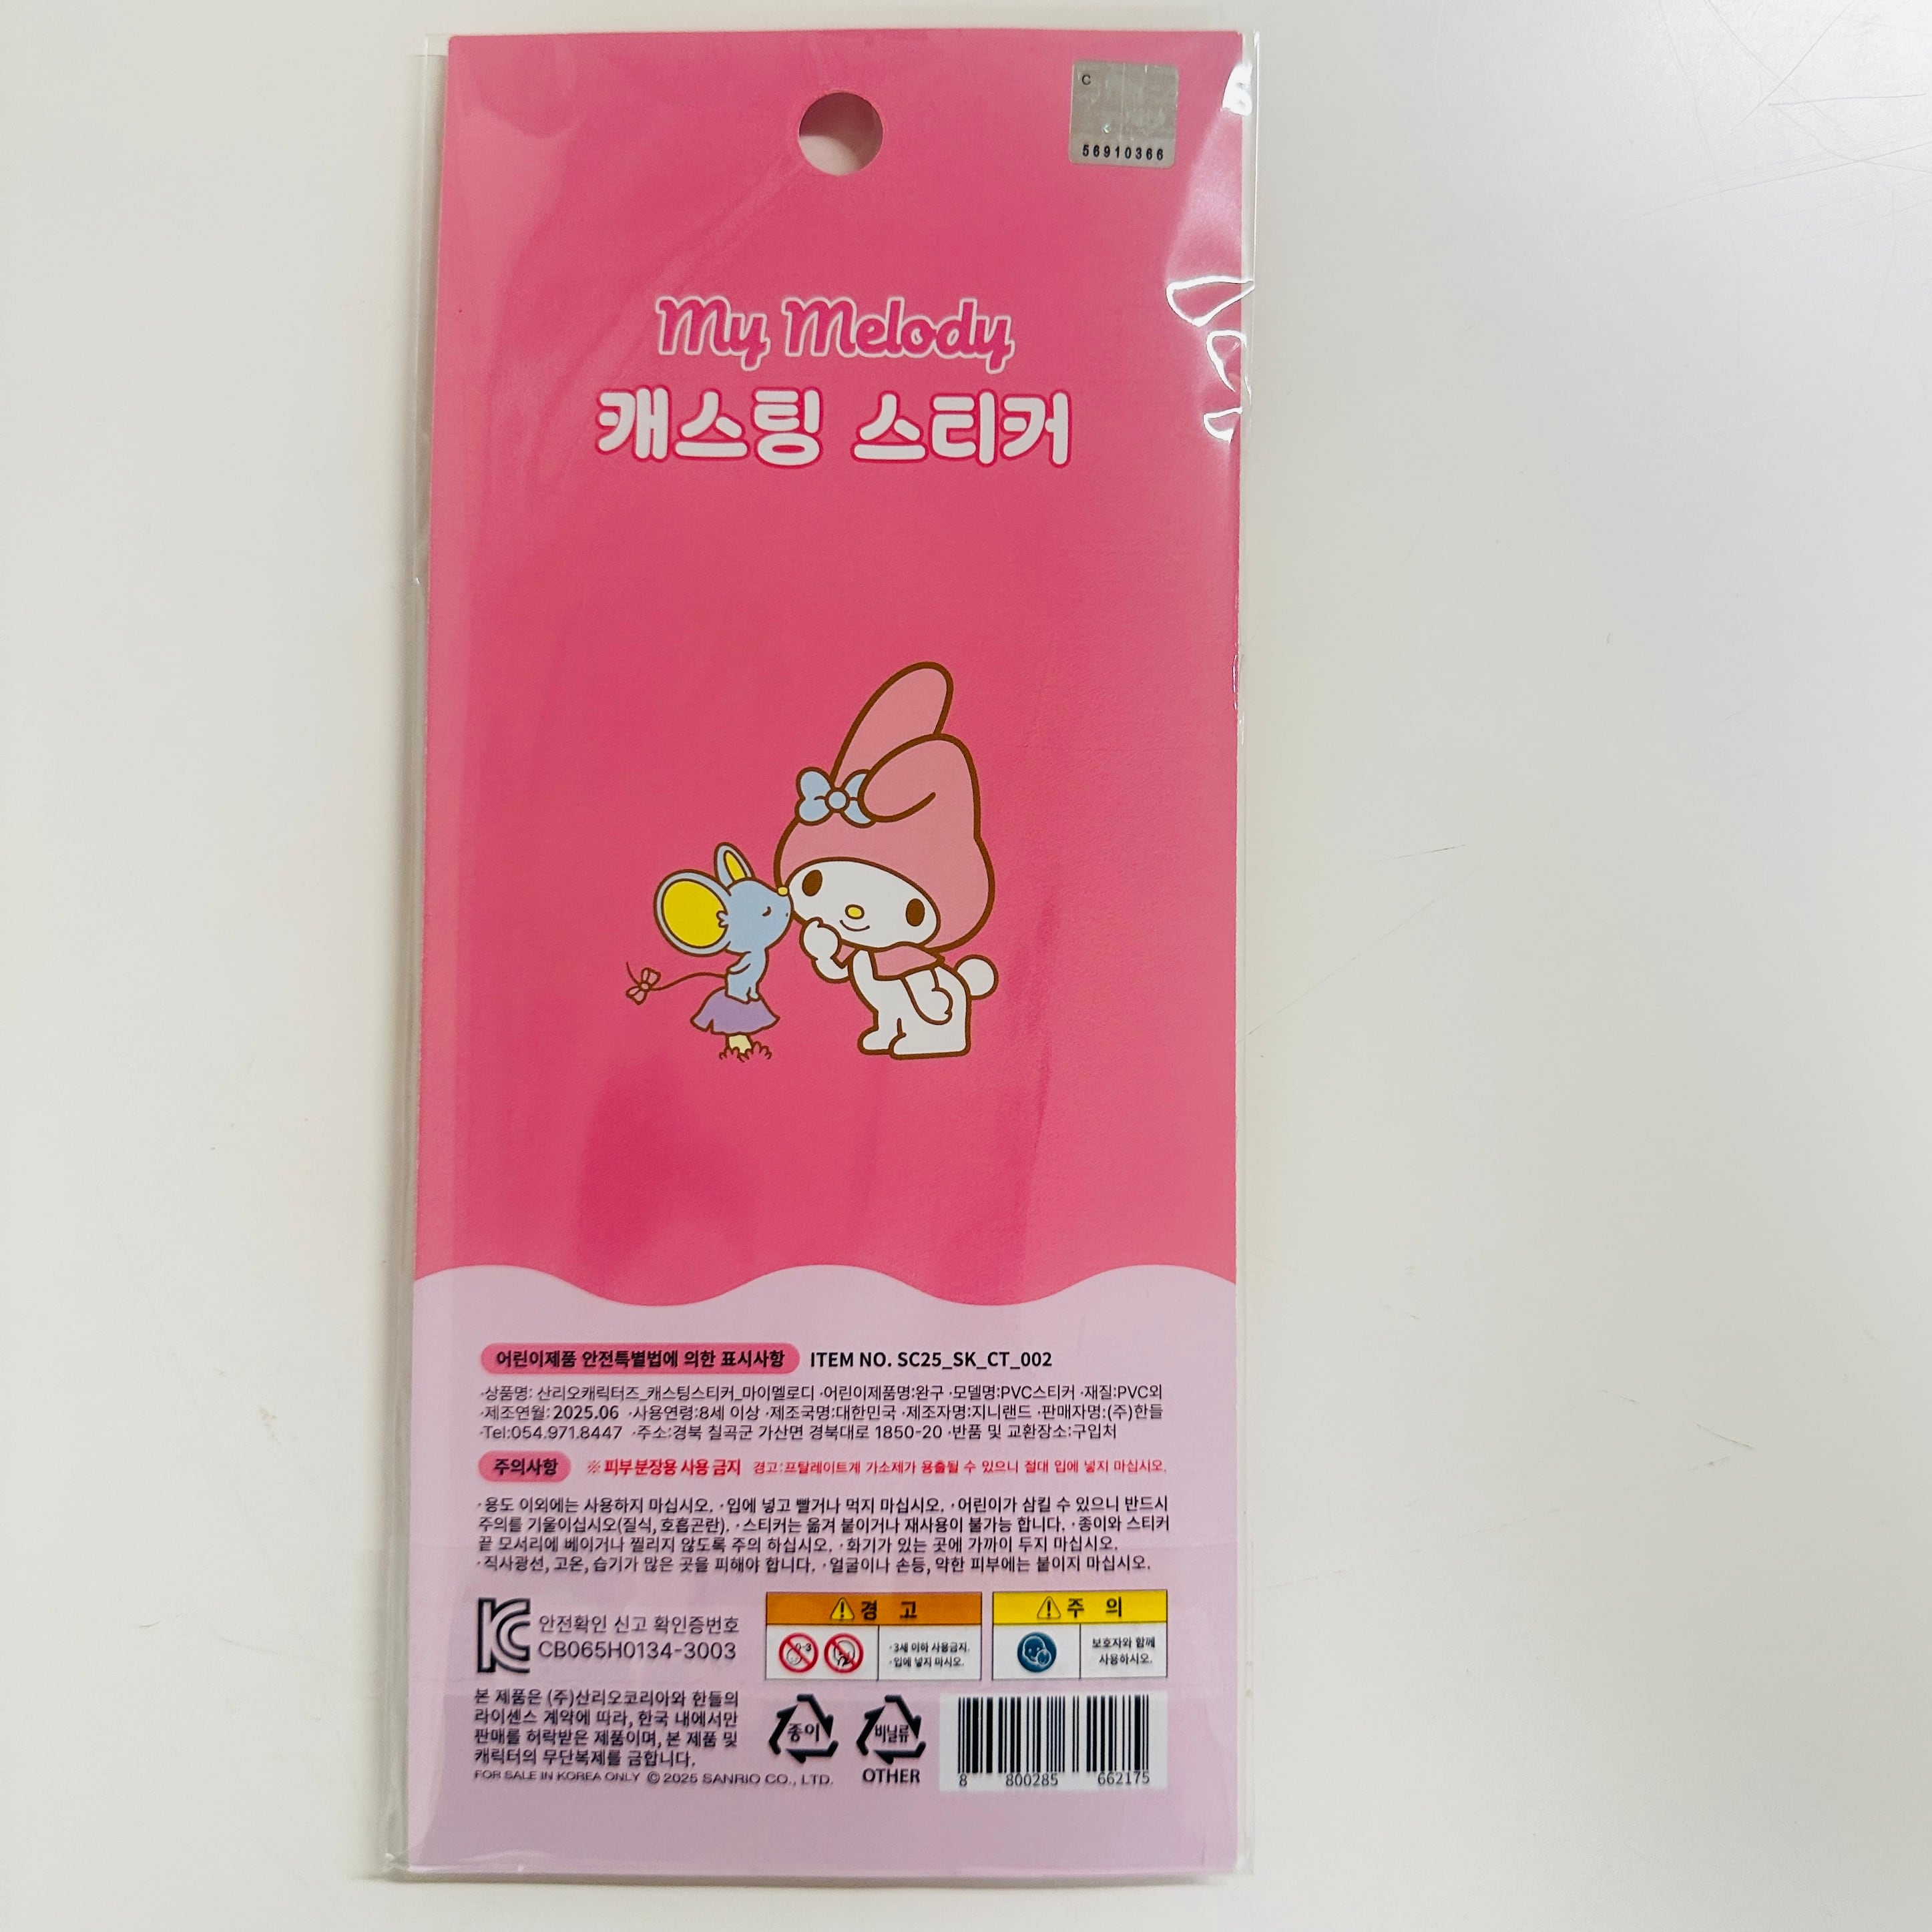 C
56910366
My Melody
캐스팅 스티커
어린이제품 안전특별법에 의한 표시사항 ITEM NO. SC25_SK_CT_002
·상품명: 산리오캐릭터즈_캐스팅스티커_마이멜로디 ·어린이제품명:완구 ·모델명:PVC스티커 ·재질:PVC외
·제조연월: 2025.06 ·사용연령:8세 이상 ·제조국명:대한민국 ·제조자명:지니랜드 ·판매자명:(주)한들
·Tel:054.971.8447 ·주소:경북 칠곡군 가산면 경북대로 1850-20 ·반품 및 교환장소:구입처
주의사항 ※ 피부 분장용 사용 금지 경고:프탈레이트계 가소제가 용출될 수 있으니 절대 입에 넣지 마십시오.
·용도 이외에는 사용하지 마십시오. ·입에 넣고 빨거나 먹지 마십시오. ·어린이가 삼킬 수 있으니 반드시
주의를 기울이십시오(질식, 호흡곤란). ·스티커는 옮겨 붙이거나 재사용이 불가능 합니다. ·종이와 스티커
끝 모서리에 베이거나 찔리지 않도록 주의 하십시오. ·화기가 있는 곳에 가까이 두지 마십시오.
·직사광선, 고온, 습기가 많은 곳을 피해야 합니다. ·얼굴이나 손등, 약한 피부에는 붙이지 마십시오.
안전확인 신고 확인증번호
CB065H0134-3003
경 고
0-3
·3세 이하 사용금지.
·입에 넣지 마시오.
주 의
보호자와 함께
사용하시오.
본 제품은 (주)산리오코리아와 한들의
라이센스 계약에 따라, 한국 내에서만
판매를 허락받은 제품이며, 본 제품 및
캐릭터의 무단복제를 금합니다.
FOR SALE IN KOREA ONLY © 2025 SANRIO CO., LTD.
종이
비닐류
OTHER
8 800285 662175